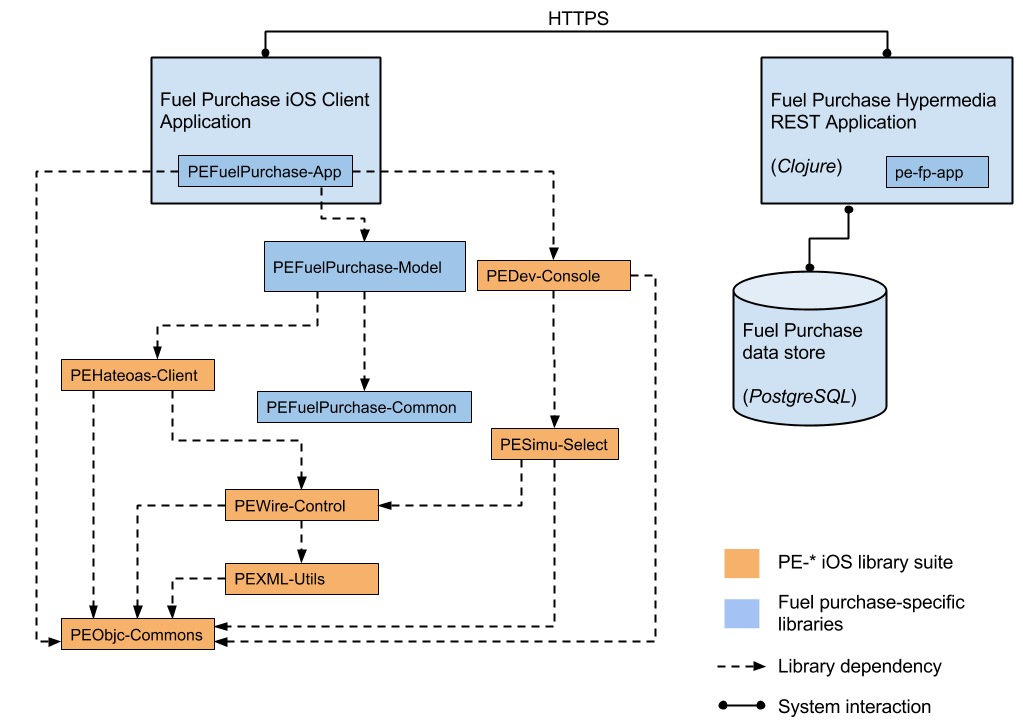 HTTPS
Fuel Purchase iOS Client
Application
PEFuelPurchase-App
Fuel Purchase Hypermedia
REST Application
(Clojure)
pe-fp-app
PEFuelPurchase-Model
PEDev-Console
Fuel Purchase
data store
(PostgreSQL)
PEHateoas-Client
PEFuelPurchase-Common
PESimu-Select
PEWire-Control
PEXML-Utils
PEObjc-Commons
PE-* iOS library suite
Fuel purchase-specific
libraries
Library dependency
System interaction